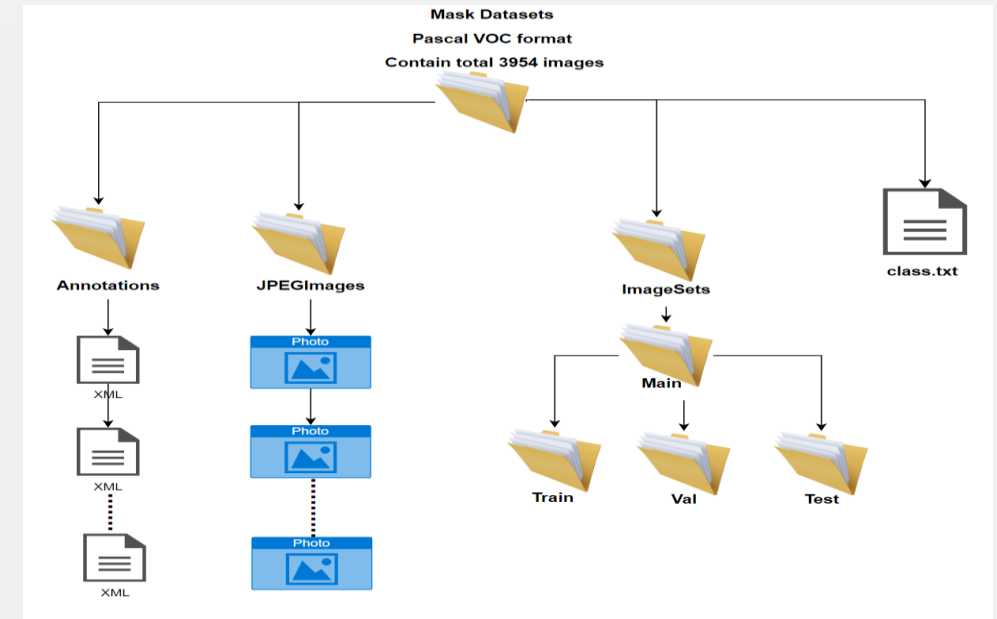 Mask Datasets
Pascal VOC format
Contain total 3954 images
Annotations
JPEGImages
ImageSets
class.txt
XML
XML
XML
Photo
Photo
Photo
Main
Train
Val
Test